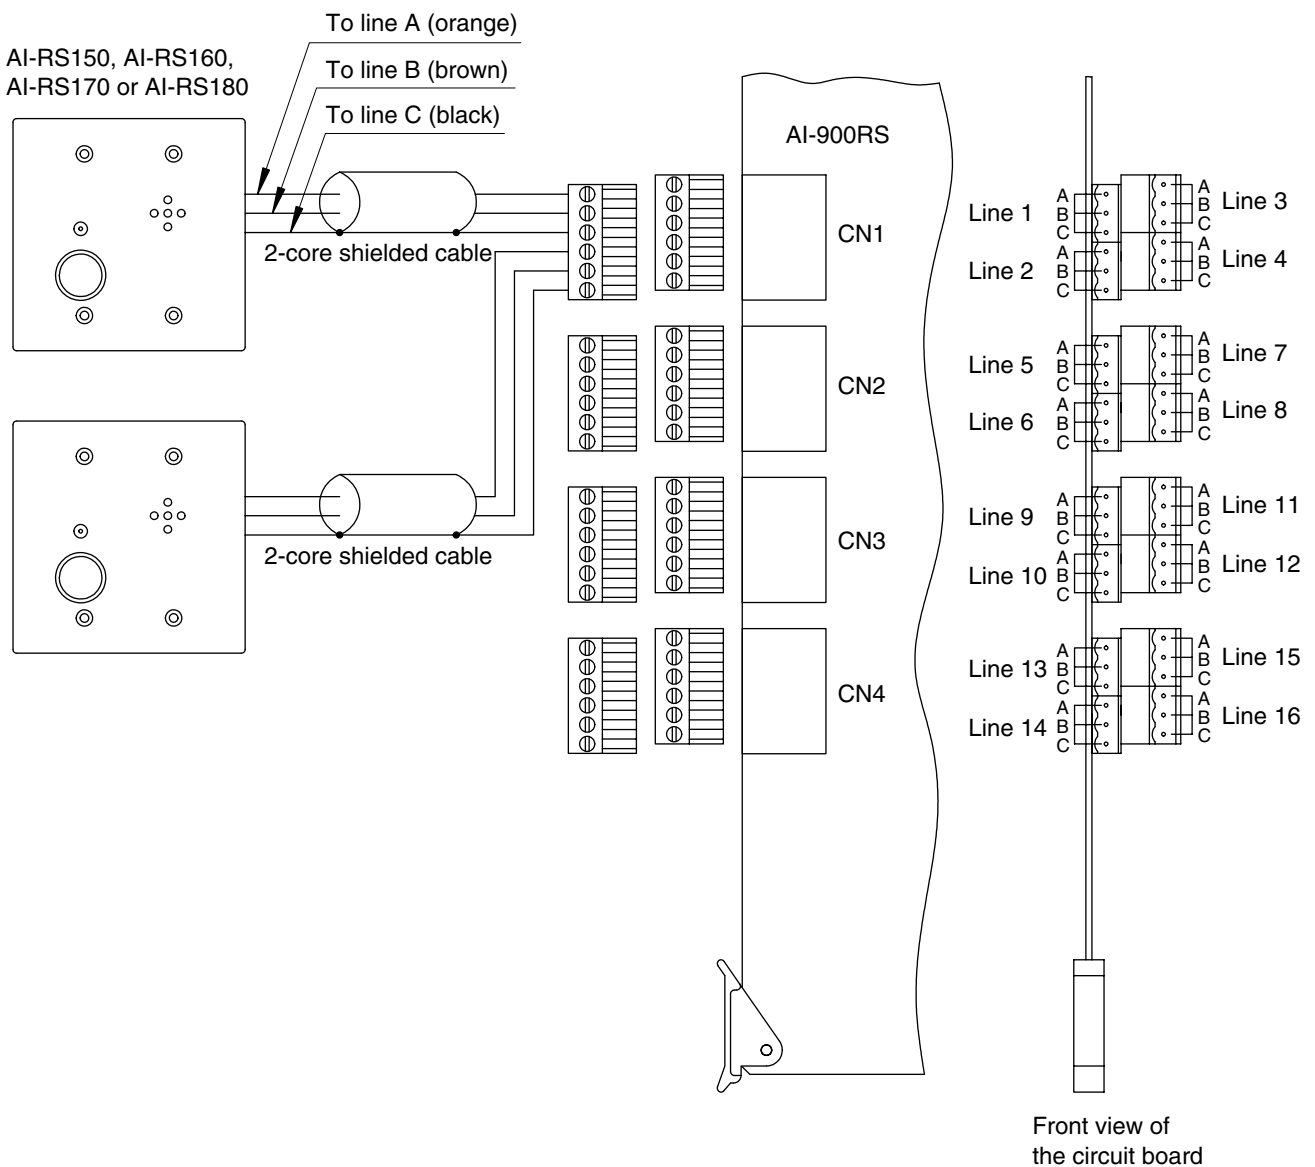 To line A (orange)
AI-RS150, AI-RS160,
AI-RS170 or AI-RS180
To line B (brown)
To line C (black)
2-core shielded cable
2-core shielded cable
AI-900RS
CN1
CN2
CN3
CN4
Line 1
A
B
C
Line 2
A
B
C
A
B
C
Line 3
A
B
C
Line 4
Line 5
A
B
C
Line 6
A
B
C
A
B
C
Line 7
A
B
C
Line 8
Line 9
A
B
C
Line 10
A
B
C
A
B
C
Line 11
A
B
C
Line 12
Line 13
A
B
C
Line 14
A
B
C
A
B
C
Line 15
A
B
C
Line 16
Front view of
the circuit board